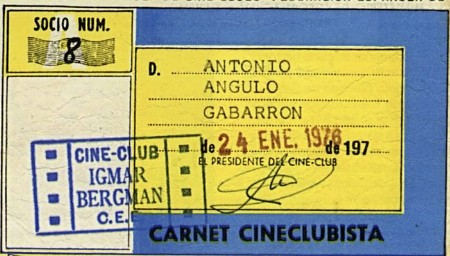 SOCIO NUM.
8
D. ANTONIO
ANGULO
GABARRON
de 24 ENE. 1976 de 197
EL PRESIDENTE DEL CINE-CLUB
CINE-CLUB
IGMAR
BERGMAN
C.E.
CARNET CINECLUBISTA